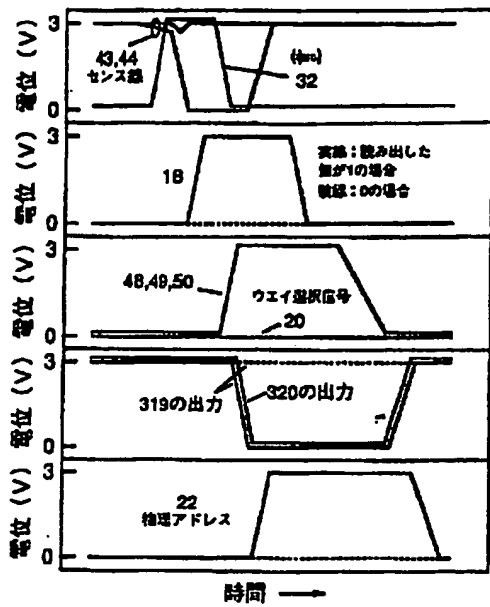 電位(V)
3
0
43,44
センス線
32
電位(V)
3
0
18
実線:読み出した
値が1の場合
破線:0の場合
電位(V)
3
0
48,49,50
ウエイ選択信号
20
電位(V)
3
0
319の出力
320の出力
電位(V)
3
0
22
物理アドレス
時間